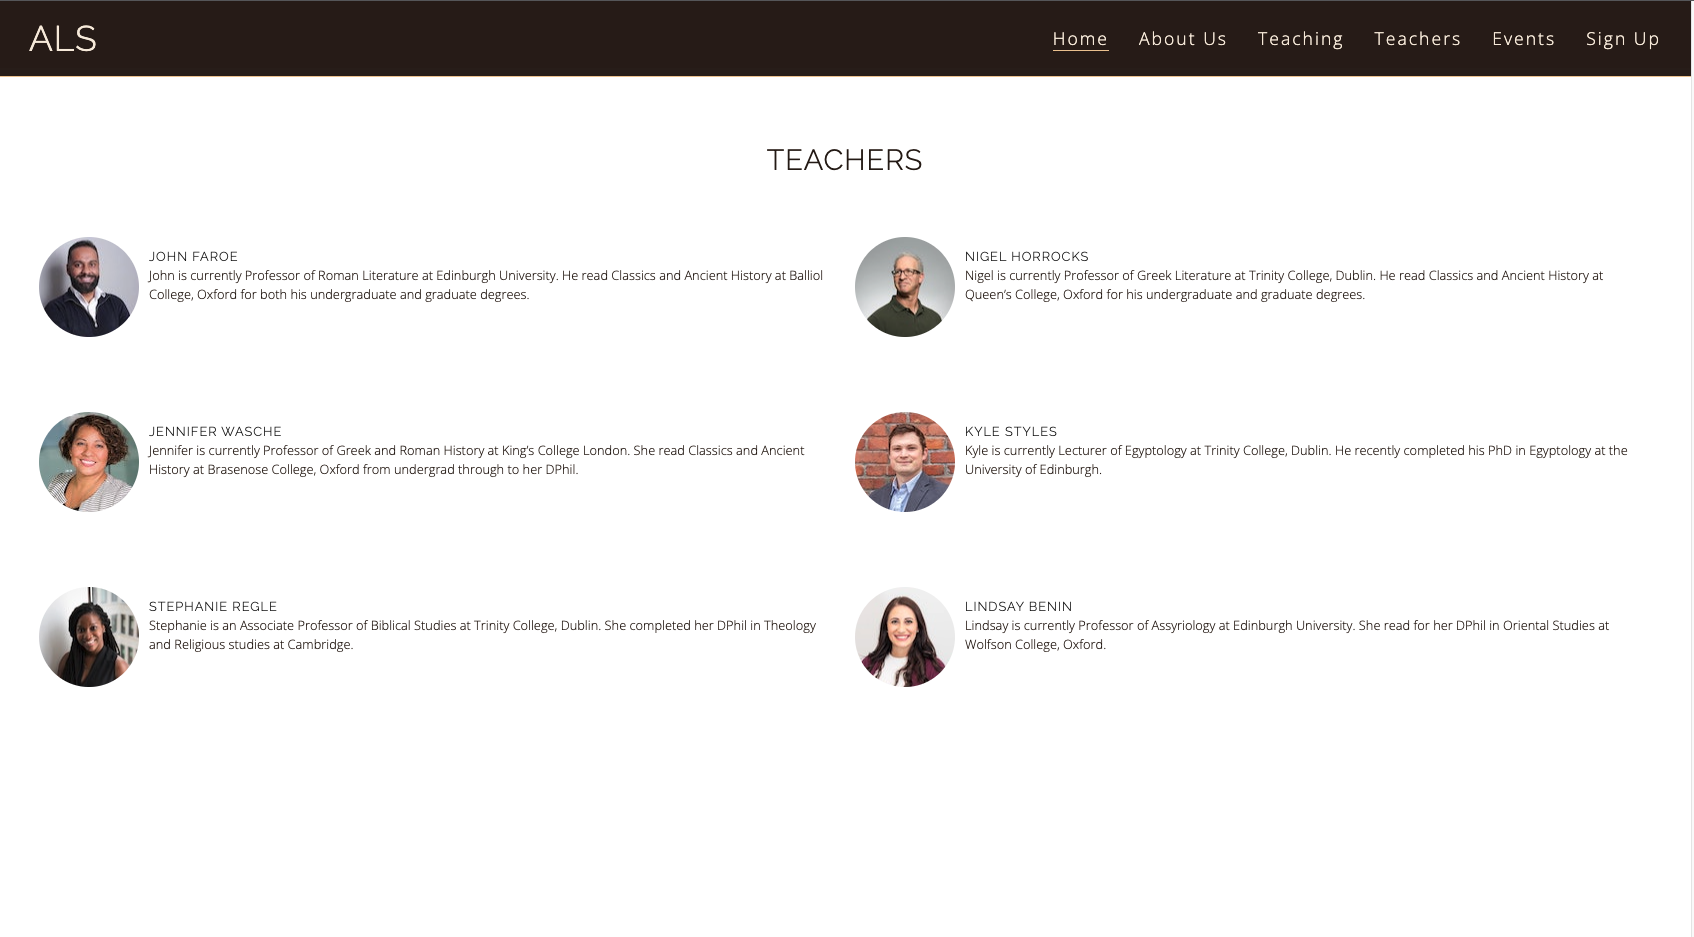 ALS
Home About Us Teaching Teachers Events Sign Up
TEACHERS
JOHN FAROE
John is currently Professor of Roman Literature at Edinburgh University. He read Classics and Ancient History at Balliol
College, Oxford for both his undergraduate and graduate degrees.
NIGEL HORROCKS
Nigel is currently Professor of Greek Literature at Trinity College, Dublin. He read Classics and Ancient History at
Queen's College, Oxford for his undergraduate and graduate degrees.
JENNIFER WASCHE
Jennifer is currently Professor of Greek and Roman History at King's College London. She read Classics and Ancient
History at Brasenose College, Oxford from undergrad through to her DPhil.
KYLE STYLES
Kyle is currently Lecturer of Egyptology at Trinity College, Dublin. He recently completed his PhD in Egyptology at the
University of Edinburgh.
STEPHANIE REGLE
Stephanie is an Associate Professor of Biblical Studies at Trinity College, Dublin. She completed her DPhil in Theology
and Religious studies at Cambridge.
LINDSAY BENIN
Lindsay is currently Professor of Assyriology at Edinburgh University. She read for her DPhil in Oriental Studies at
Wolfson College, Oxford.